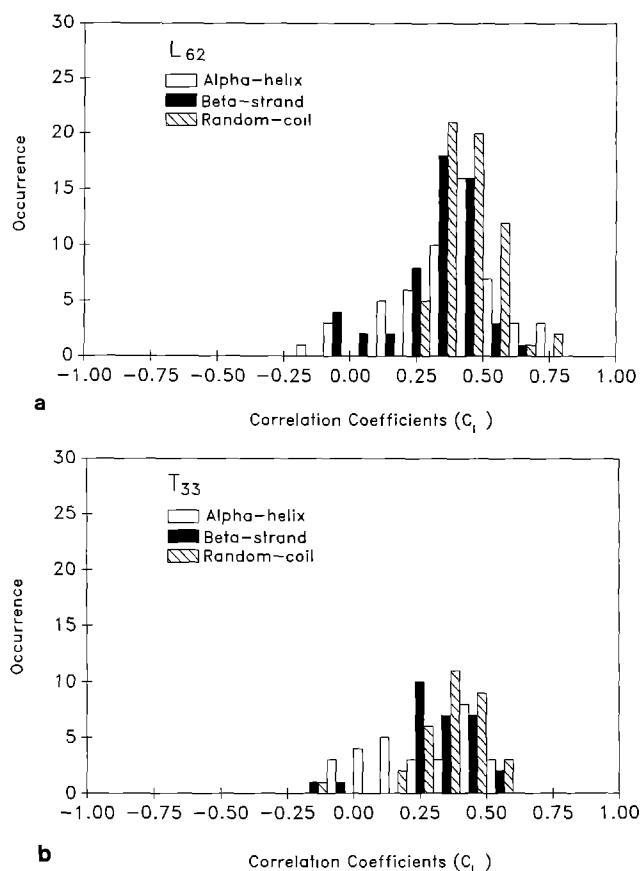 30
25
20
15
10
5
0
Occurrence
L62
Alpha-helix
Beta-strand
Random-coil
-1.00 -0.75 -0.50 -0.25 0.00 0.25 0.50 0.75 1.00
a
Correlation Coefficients (Ci)
30
25
20
15
10
5
0
Occurrence
T33
Alpha-helix
Beta-strand
Random-coil
-1.00 -0.75 -0.50 -0.25 0.00 0.25 0.50 0.75 1.00
b
Correlation Coefficients (Ci)